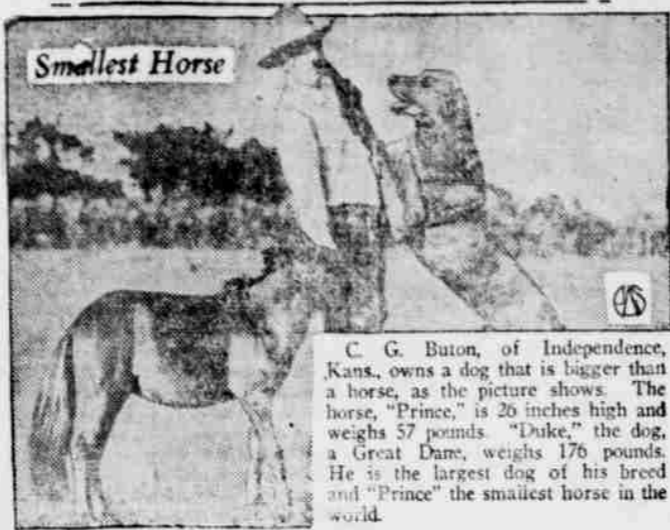 Smallest Horse
C. G. Buton, of Independence,
Kans., owns a dog that is bigger than
a horse, as the picture shows. The
horse, "Prince," is 26 inches high and
weighs 57 pounds. "Duke," the dog,
a Great Dane, weighs 176 pounds.
He is the largest dog of his breed
and "Prince" the smallest horse in the
world.